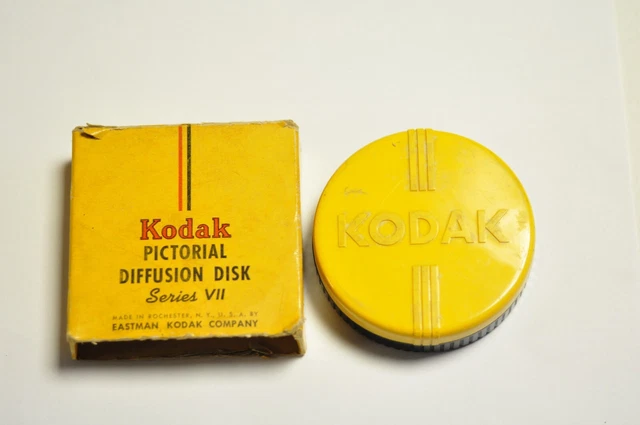 Kodak
PICTORIAL
DIFFUSION DISK
Series VII
MADE IN ROCHESTER, N. Y., U. S. A. BY
EASTMAN KODAK COMPANY
KODAK